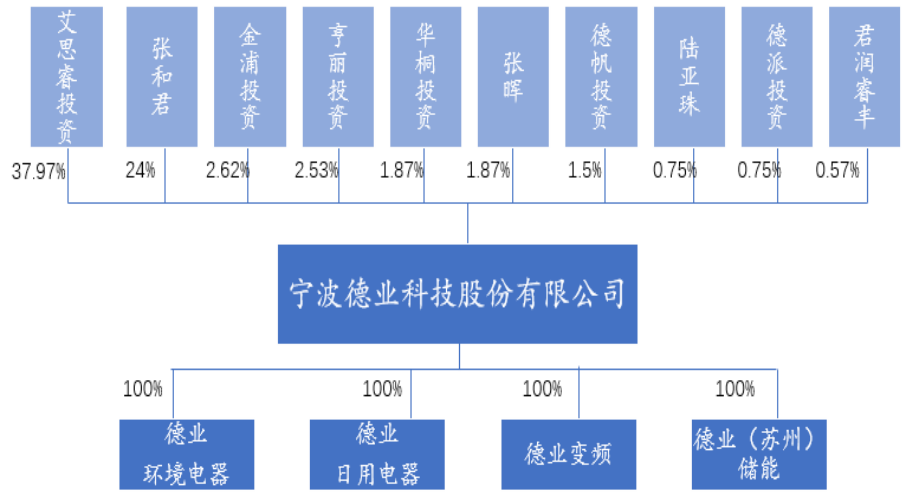 艾思睿投资
张和君
金浦投资
亨丽投资
华桐投资
张晖
德帆投资
陆亚珠
德派投资
君润睿丰
37.97%
24%
2.62%
2.53%
1.87%
1.87%
1.5%
0.75%
0.75%
0.57%
宁波德业科技股份有限公司
100%
100%
100%
100%
德业
环境电器
德业
日用电器
德业变频
德业（苏州）
储能